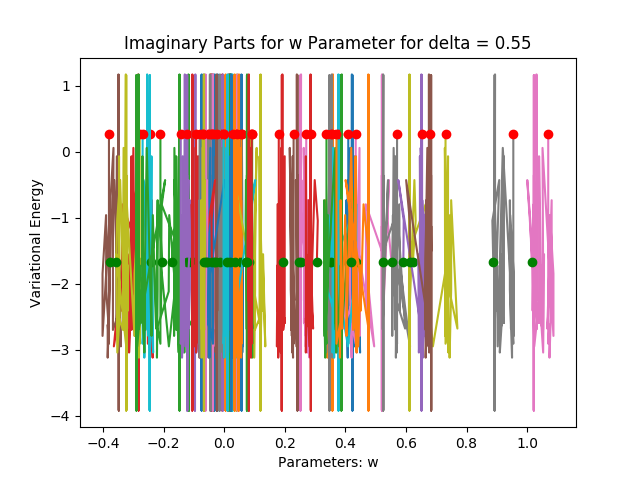 Imaginary Parts for w Parameter for delta = 0.55
1
0
−1
−2
−3
−4
Variational Energy
−0.4 −0.2 0.0 0.2 0.4 0.6 0.8 1.0
Parameters: w